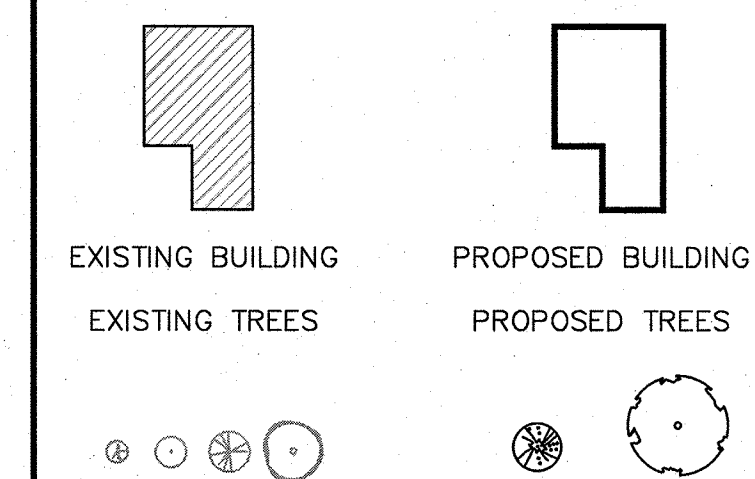 EXISTING BUILDING
PROPOSED BUILDING
EXISTING TREES
PROPOSED TREES